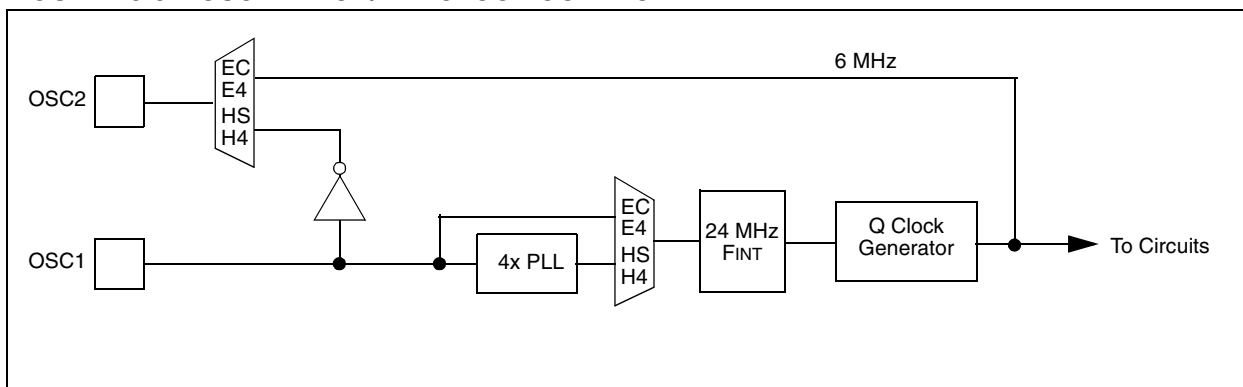 6 MHz
EC
E4
HS
H4
OSC2
EC
E4
HS
H4
24 MHz
FINT
Q Clock
Generator
4x PLL
OSC1
To Circuits